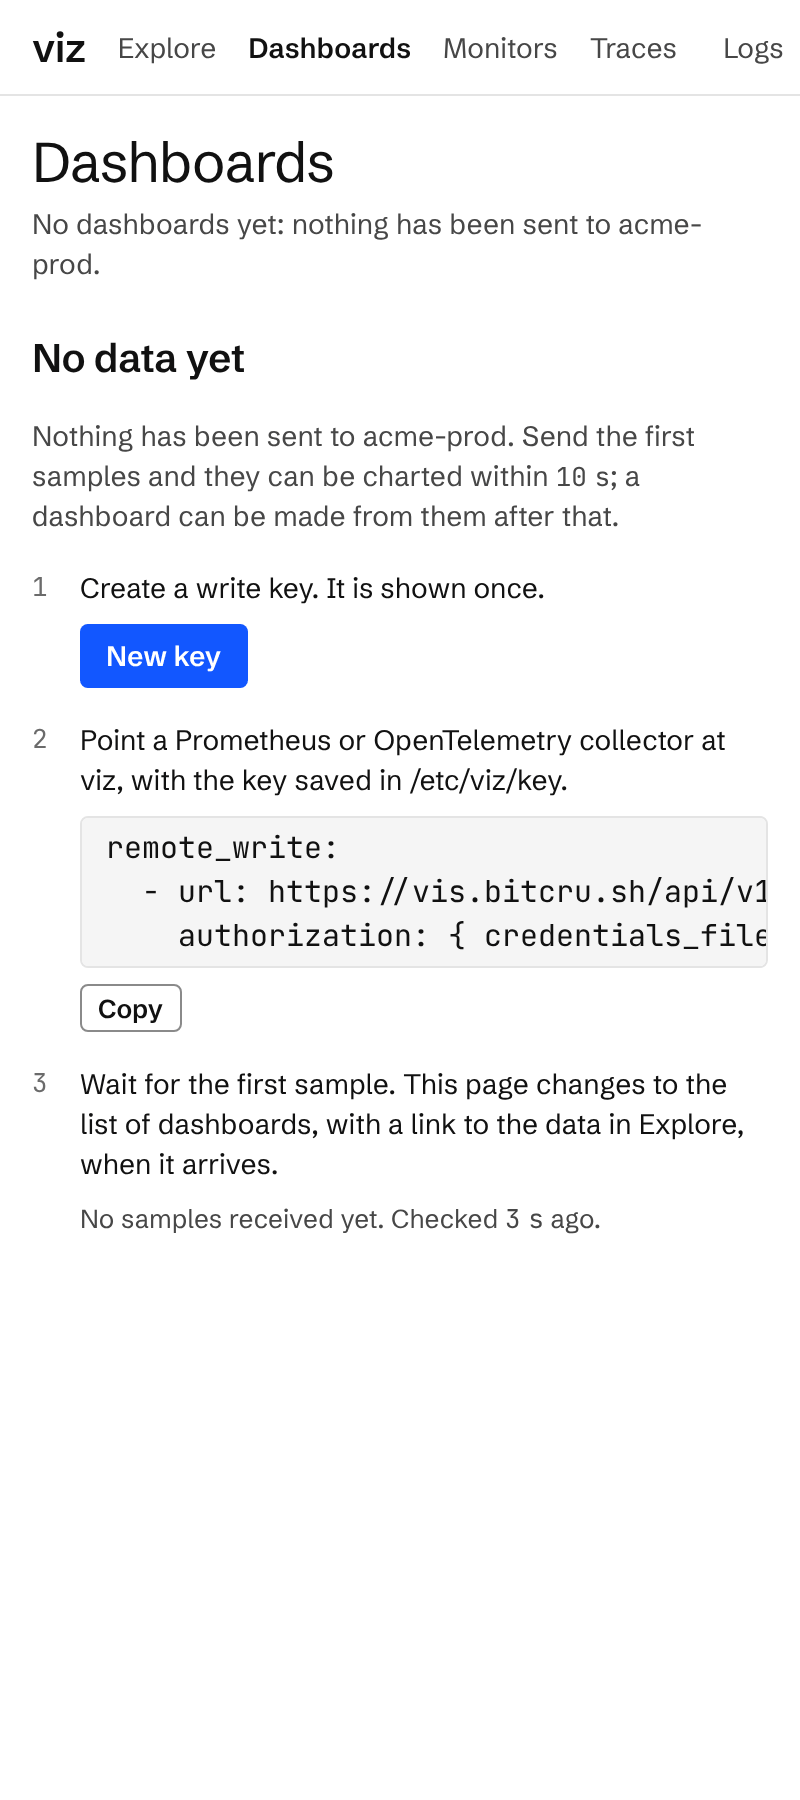 viz Explore Dashboards Monitors Traces Logs
Dashboards
No dashboards yet: nothing has been sent to acme-
prod.
No data yet
Nothing has been sent to acme-prod. Send the first
samples and they can be charted within 10 s; a
dashboard can be made from them after that.
1 Create a write key. It is shown once.
New key
2 Point a Prometheus or OpenTelemetry collector at
viz, with the key saved in /etc/viz/key.
remote_write:
  - url: https://vis.bitcru.sh/api/v1
    authorization: { credentials_file
Copy
3 Wait for the first sample. This page changes to the
list of dashboards, with a link to the data in Explore,
when it arrives.
No samples received yet. Checked 3 s ago.